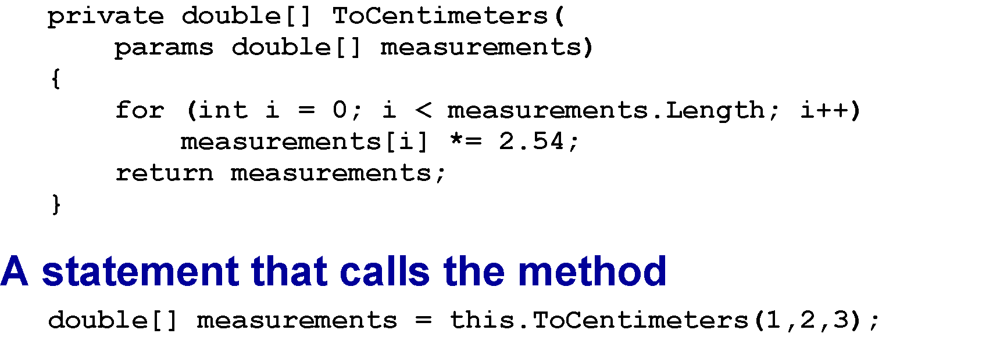 private double[] ToCentimeters(
    params double[] measurements)
{
    for (int i = 0; i < measurements.Length; i++)
        measurements[i] *= 2.54;
    return measurements;
}
A statement that calls the method
double[] measurements = this.ToCentimeters(1,2,3);